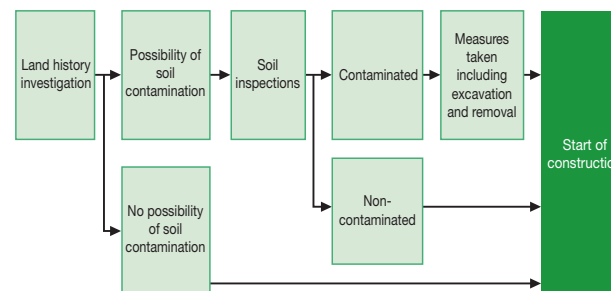 Land history
investigation
Possibility of
soil
contamination
Soil
inspections
Contaminated
Measures
taken
including
excavation
and removal
Start of
constructio
No possibility
of soil
contamination
Non-
contaminated